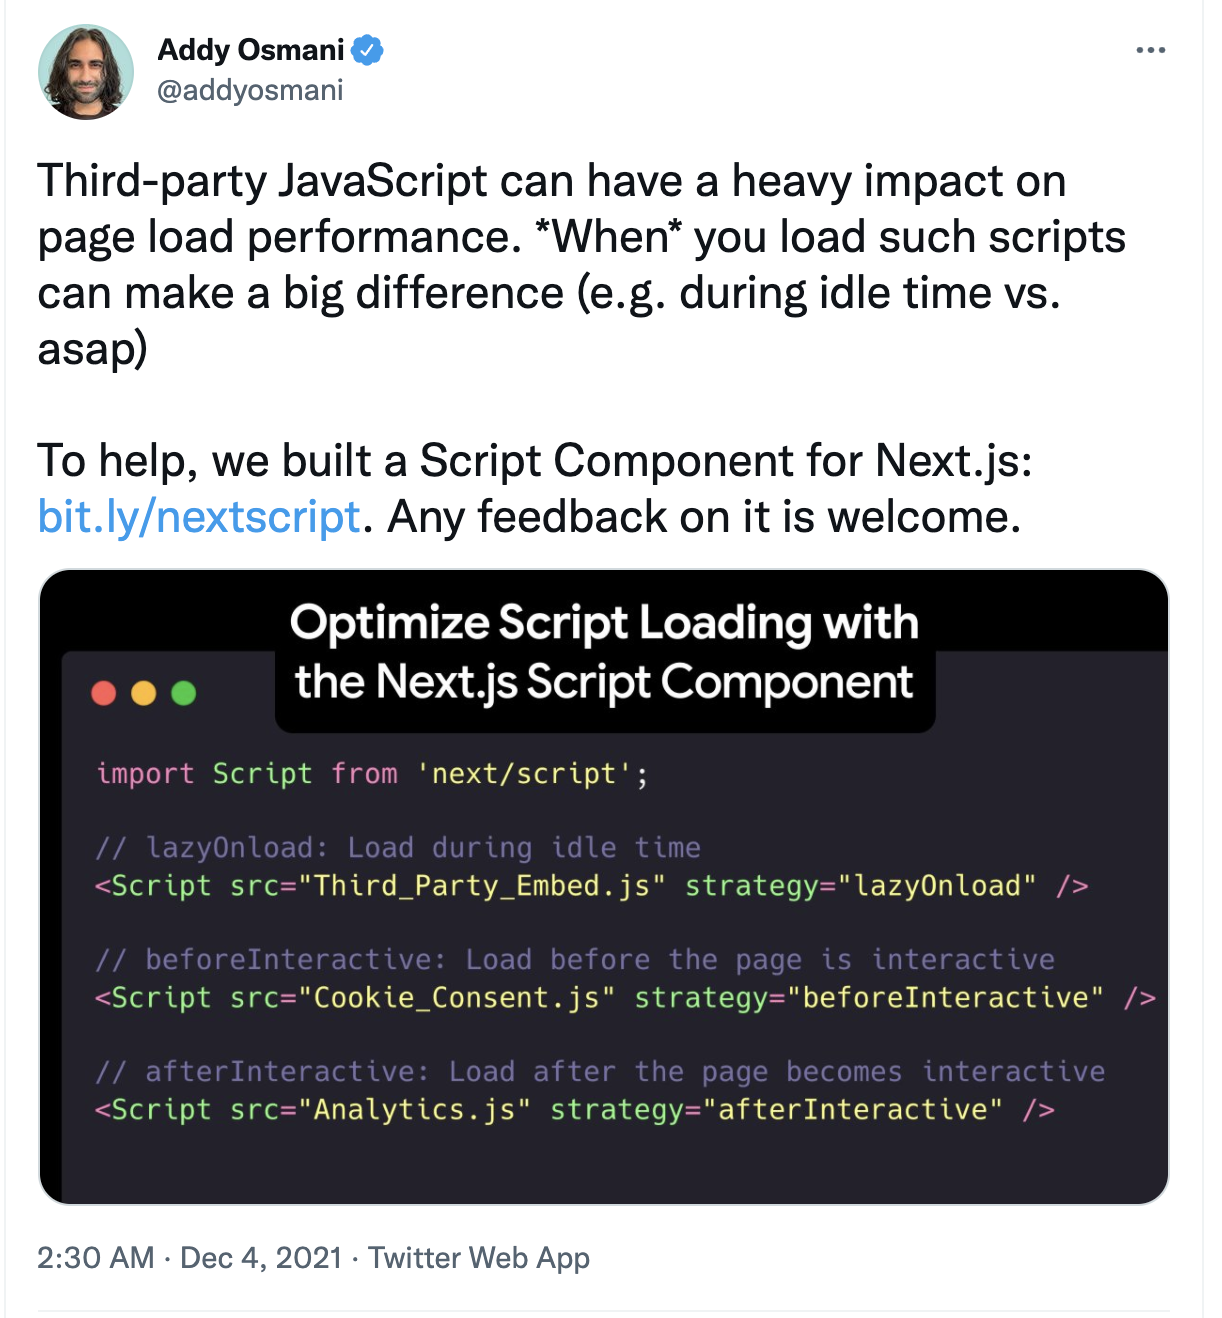 Addy Osmani
@addyosmani
Third-party JavaScript can have a heavy impact on
page load performance. *When* you load such scripts
can make a big difference (e.g. during idle time vs.
asap)
To help, we built a Script Component for Next.js:
bit.ly/nextscript. Any feedback on it is welcome.
Optimize Script Loading with
the Next.js Script Component
import Script from 'next/script';
// lazyOnload: Load during idle time
<Script src="Third_Party_Embed.js" strategy="lazyOnload" />
// beforeInteractive: Load before the page is interactive
<Script src="Cookie_Consent.js" strategy="beforeInteractive" />
// afterInteractive: Load after the page becomes interactive
<Script src="Analytics.js" strategy="afterInteractive" />
2:30 AM · Dec 4, 2021 · Twitter Web App